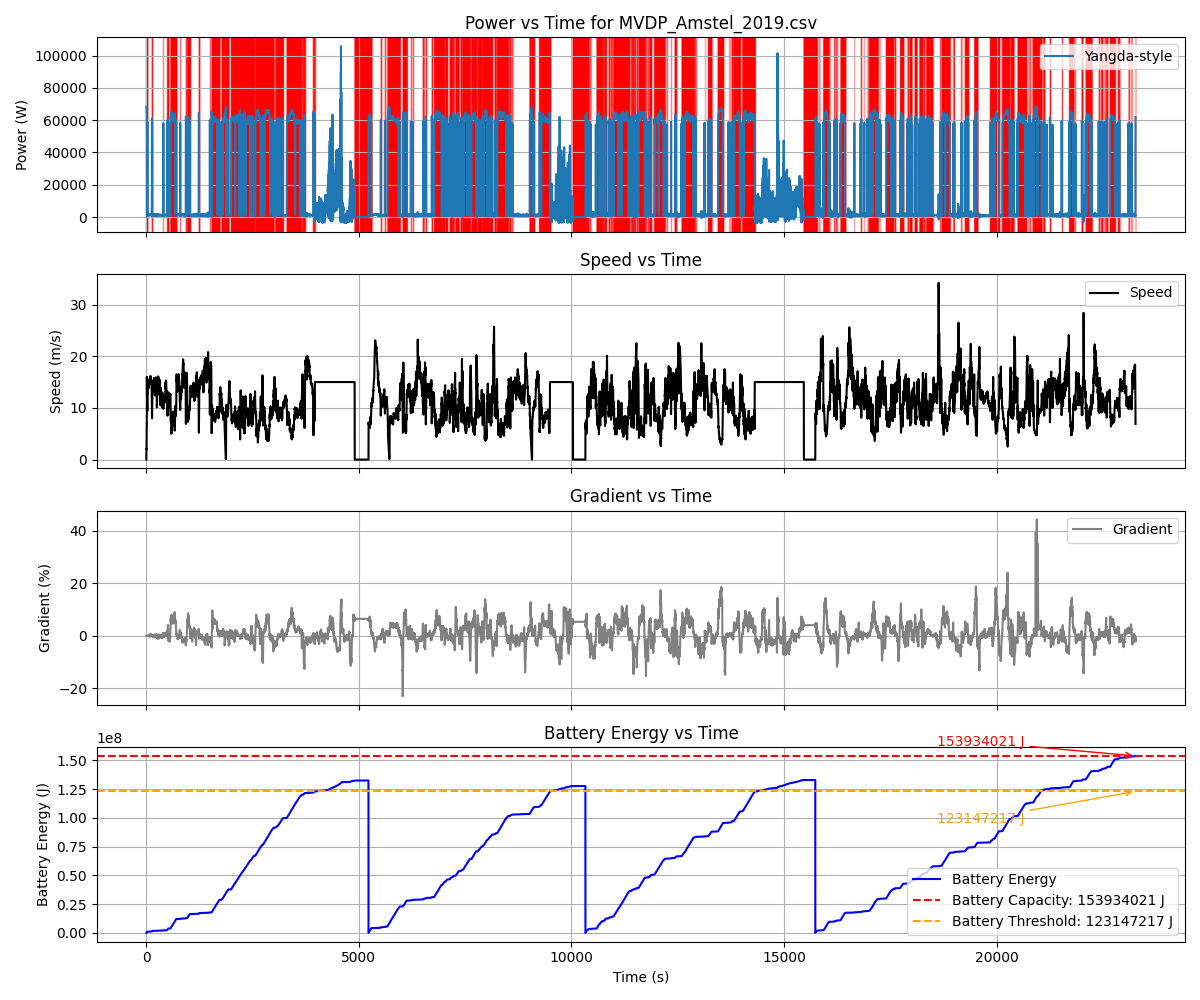 Power vs Time for MVDP_Amstel_2019.csv
Power (W)
100000
80000
60000
40000
20000
0
Yangda-style
Speed vs Time
Speed (m/s)
30
20
10
0
Speed
Gradient vs Time
Gradient (%)
40
20
0
−20
Gradient
Battery Energy vs Time
1e8
Battery Energy (J)
1.50
1.25
1.00
0.75
0.50
0.25
0.00
153934021 J
123147217 J
Battery Energy
Battery Capacity: 153934021 J
Battery Threshold: 123147217 J
0 5000 10000 15000 20000
Time (s)